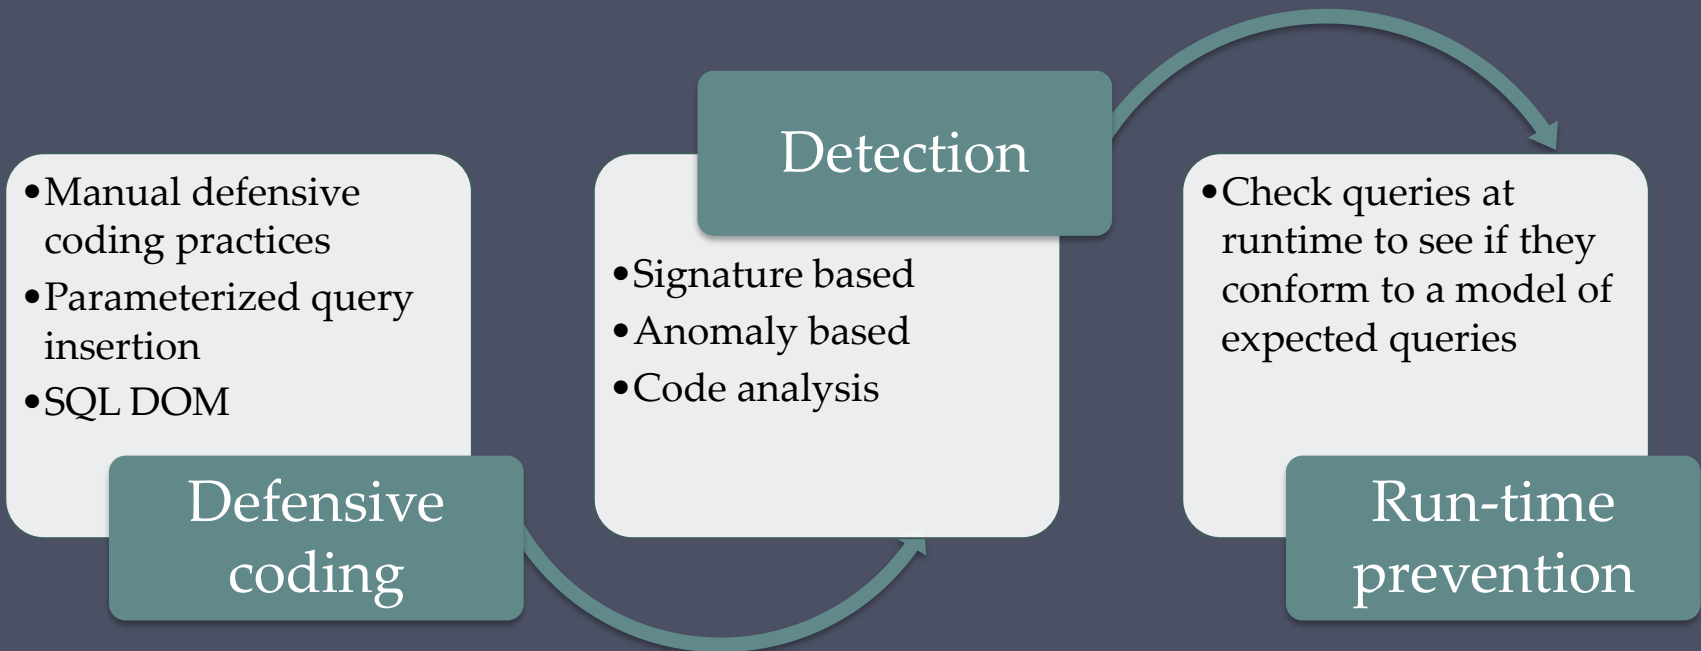 •Manual defensive
coding practices
•Parameterized query
insertion
•SQL DOM
Defensive
coding
Detection
•Signature based
•Anomaly based
•Code analysis
•Check queries at
runtime to see if they
conform to a model of
expected queries
Run-time
prevention